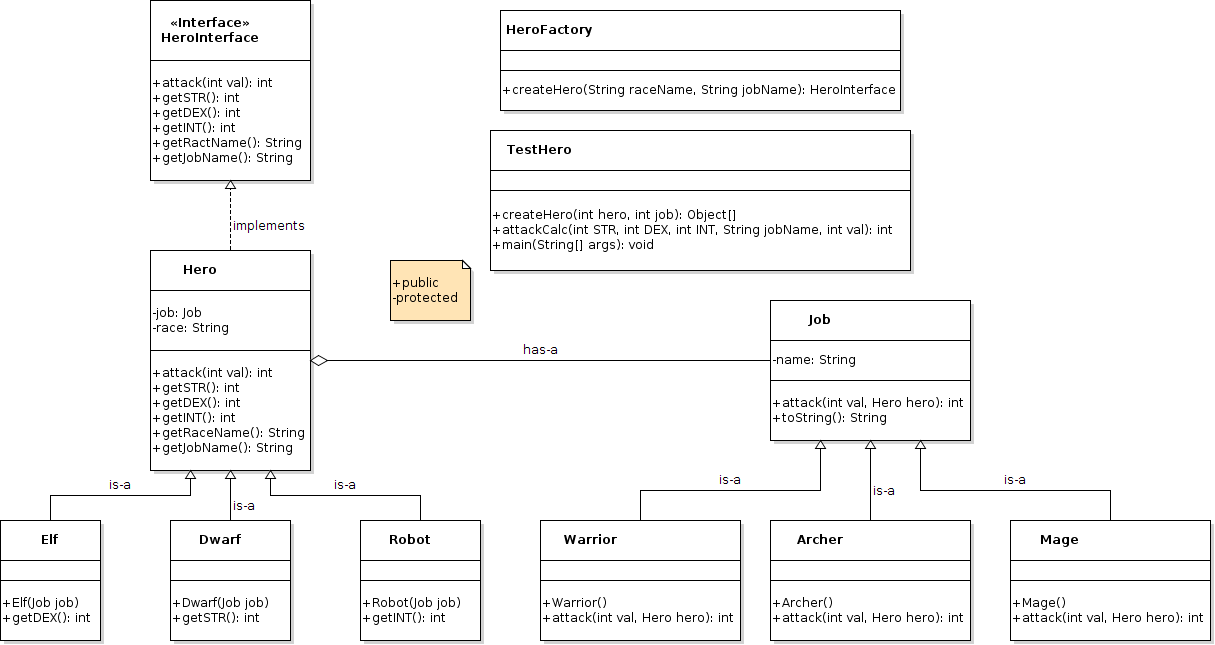 «Interface»
HeroInterface
+attack(int val): int
+getSTR(): int
+getDEX(): int
+getINT(): int
+getRactName(): String
+getJobName(): String
HeroFactory
+createHero(String raceName, String jobName): HeroInterface
TestHero
+createHero(int hero, int job): Object[]
+attackCalc(int STR, int DEX, int INT, String jobName, int val): int
+main(String[] args): void
implements
Hero
-job: Job
-race: String
+attack(int val): int
+getSTR(): int
+getDEX(): int
+getINT(): int
+getRaceName(): String
+getJobName(): String
+public
-protected
has-a
Job
-name: String
+attack(int val, Hero hero): int
+toString(): String
is-a
is-a
is-a
is-a
is-a
is-a
Elf
+Elf(Job job)
+getDEX(): int
Dwarf
+Dwarf(Job job)
+getSTR(): int
Robot
+Robot(Job job)
+getINT(): int
Warrior
+Warrior()
+attack(int val, Hero hero): int
Archer
+Archer()
+attack(int val, Hero hero): int
Mage
+Mage()
+attack(int val, Hero hero): int